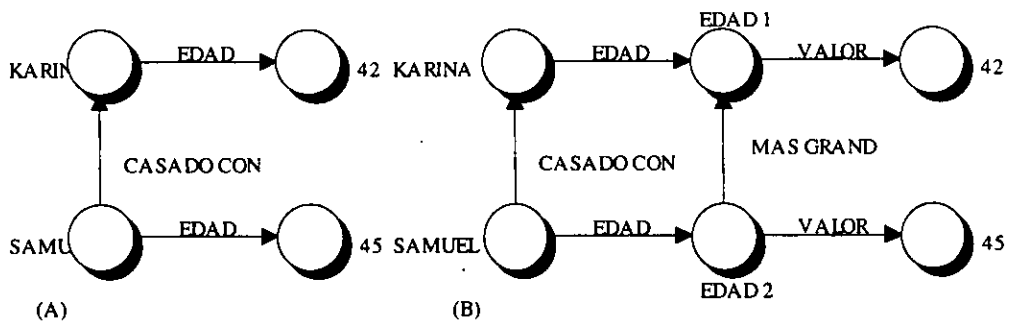 KARIN
EDAD
42
CASADO CON
SAMU
EDAD
45
(A)
EDAD 1
KARINA
EDAD
VALOR
42
CASADO CON
MAS GRAND
SAMUEL
EDAD
VALOR
45
EDAD 2
(B)